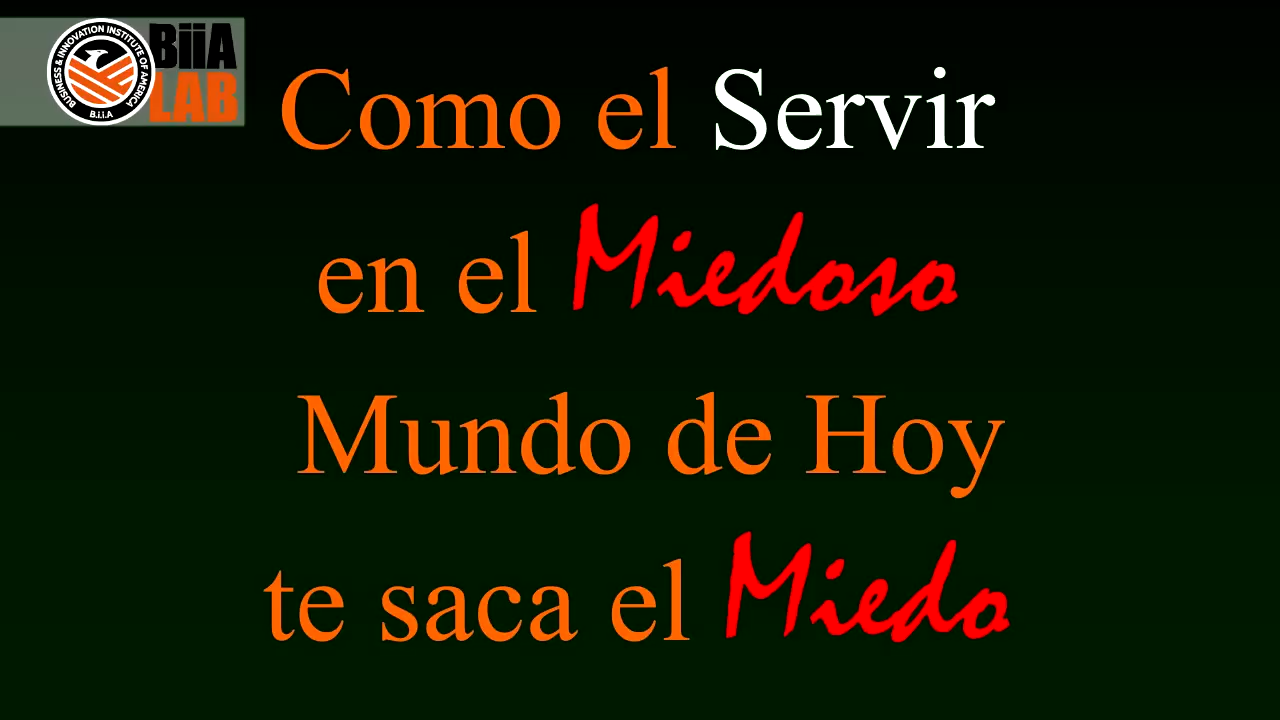 BUSINESS & INNOVATION INSTITUTE OF AMERICA
B.i.i.A
BiiA
LAB
Como el Servir
en el Miedoso
Mundo de Hoy
te saca el Miedo